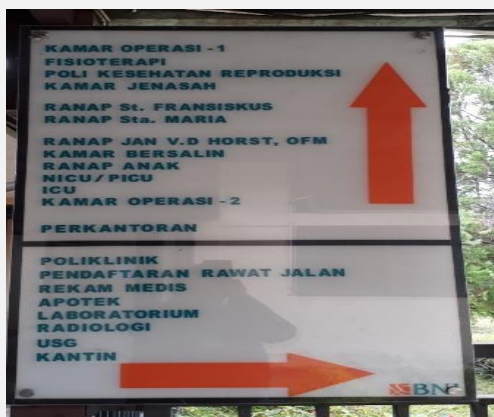 KAMAR OPERASI - 1
FISIOTERAPI
POLI KESEHATAN REPRODUKSI
KAMAR JENASAH
RANAP St. FRANSISKUS
RANAP Sta. MARIA
RANAP JAN V.D HORST, OFM
KAMAR BERSALIN
RANAP ANAK
NICU/PICU
ICU
KAMAR OPERASI - 2
PERKANTORAN
POLIKLINIK
PENDAFTARAN RAWAT JALAN
REKAM MEDIS
APOTEK
LABORATORIUM
RADIOLOGI
USG
KANTIN
BNI